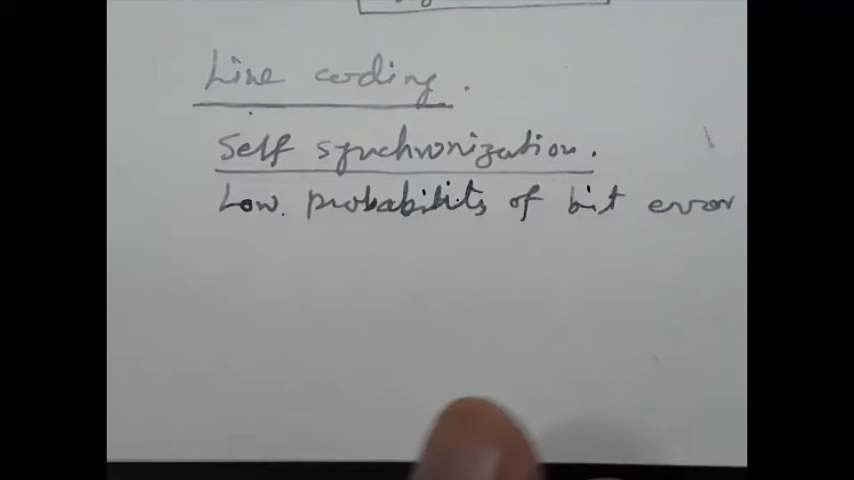 Line coding.
Self synchronization.
Low probability of bit error